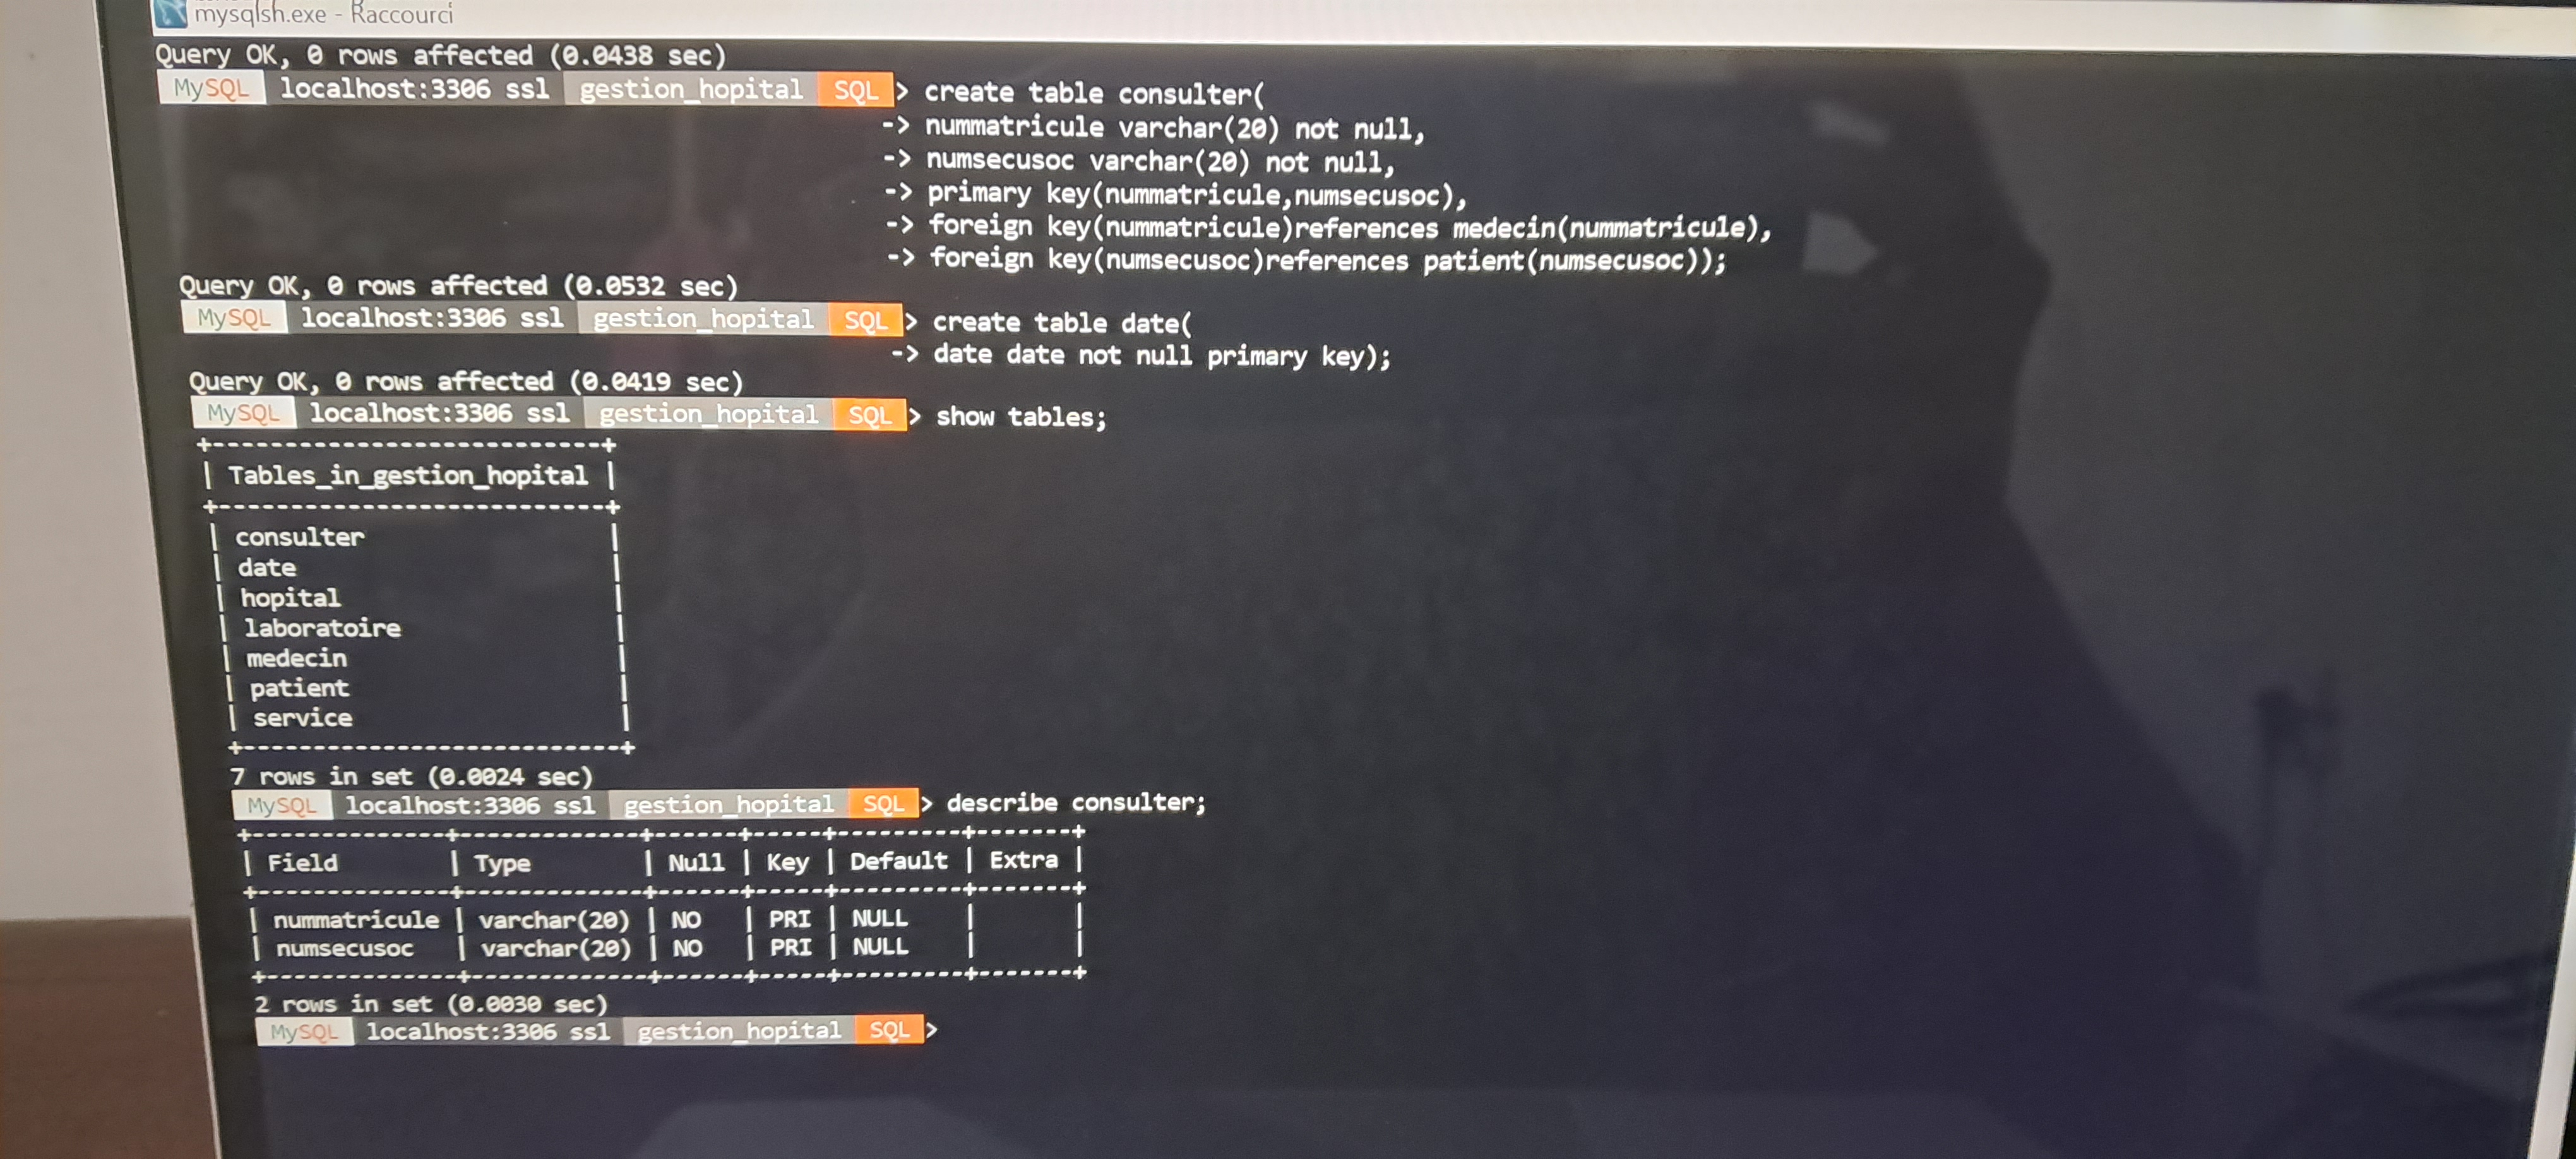 mysqlsh.exe - Raccourci
Query OK, 0 rows affected (0.0438 sec)
MySQL localhost:3306 ssl gestion_hopital SQL > create table consulter(
-> nummatricule varchar(20) not null,
-> numsecusoc varchar(20) not null,
-> primary key(nummatricule,numsecusoc),
-> foreign key(nummatricule)references medecin(nummatricule),
-> foreign key(numsecusoc)references patient(numsecusoc));
Query OK, 0 rows affected (0.0532 sec)
MySQL localhost:3306 ssl gestion_hopital SQL > create table date(
-> date date not null primary key);
Query OK, 0 rows affected (0.0419 sec)
MySQL localhost:3306 ssl gestion_hopital SQL > show tables;
+---------------------------+
| Tables_in_gestion_hopital |
+---------------------------+
| consulter                 |
| date                      |
| hopital                   |
| laboratoire               |
| medecin                   |
| patient                   |
| service                   |
+---------------------------+
7 rows in set (0.0024 sec)
MySQL localhost:3306 ssl gestion_hopital SQL > describe consulter;
+--------------+-------------+------+-----+---------+-------+
| Field        | Type        | Null | Key | Default | Extra |
+--------------+-------------+------+-----+---------+-------+
| nummatricule | varchar(20) | NO   | PRI | NULL    |       |
| numsecusoc   | varchar(20) | NO   | PRI | NULL    |       |
+--------------+-------------+------+-----+---------+-------+
2 rows in set (0.0030 sec)
MySQL localhost:3306 ssl gestion_hopital SQL >